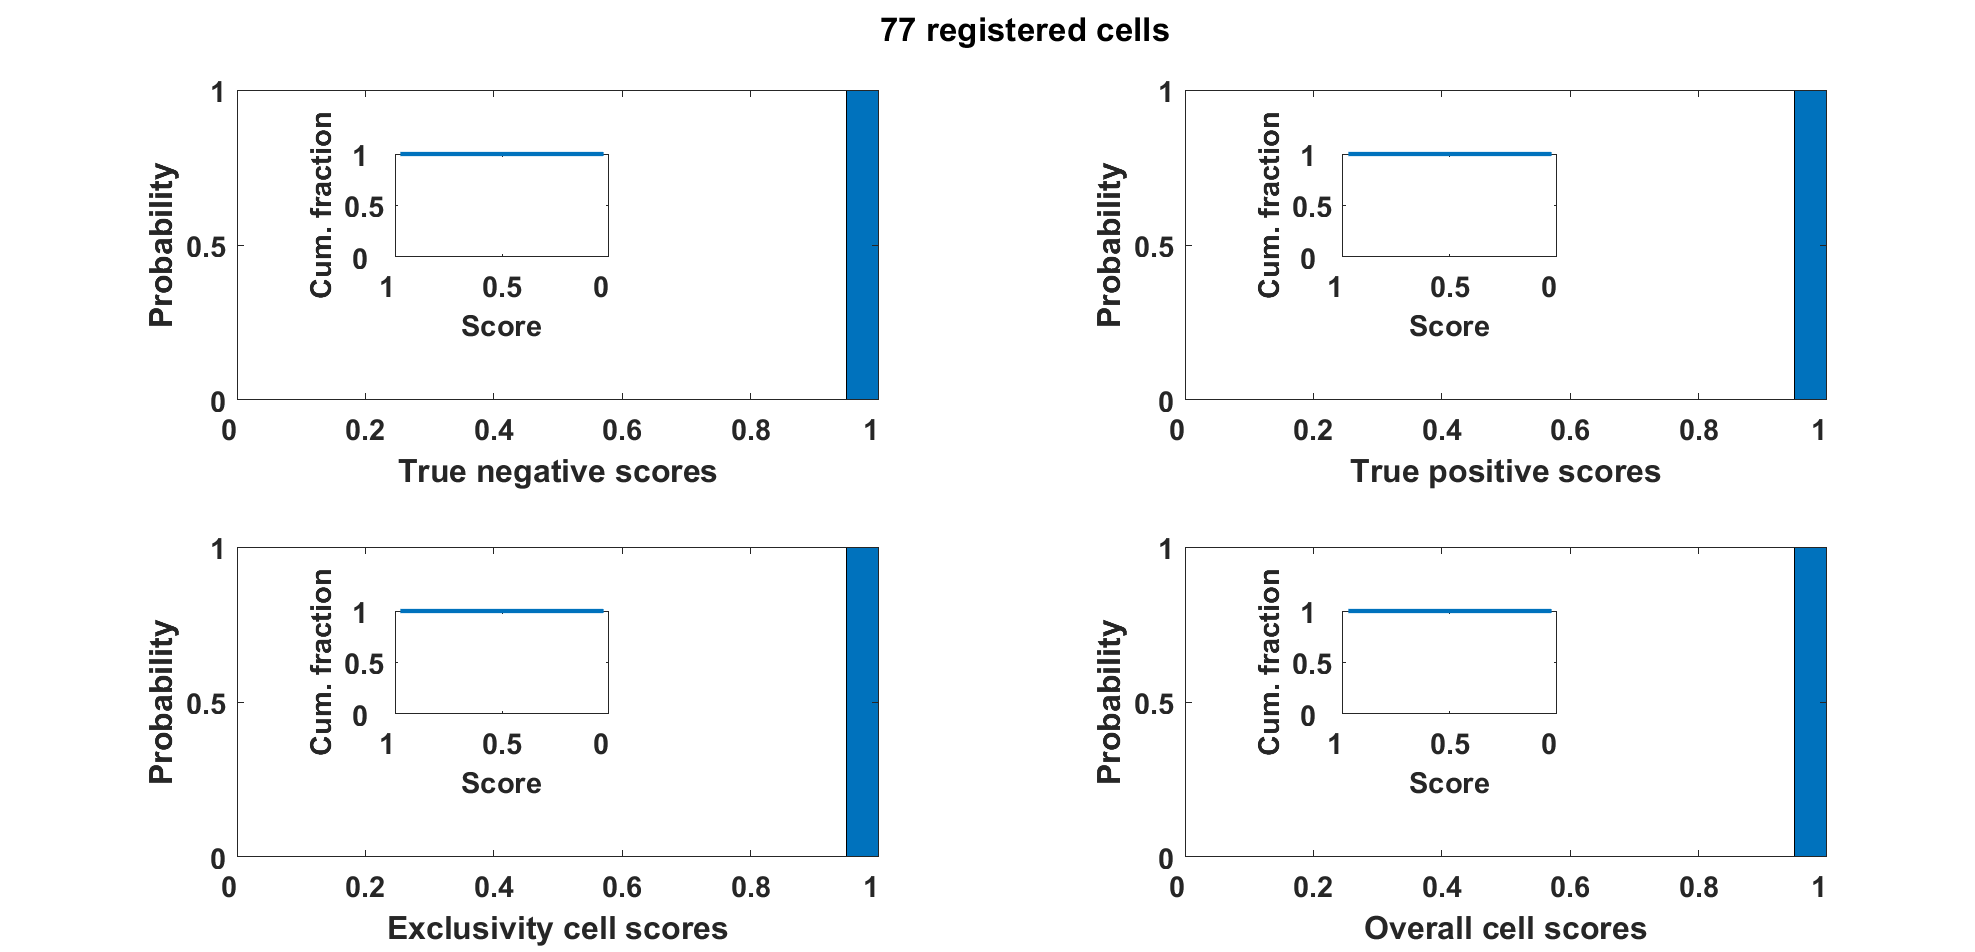 77 registered cells
Probability
1
0.5
0
0 0.2 0.4 0.6 0.8 1
True negative scores
Cum. fraction
1
0.5
0
1 0.5 0
Score
Probability
1
0.5
0
0 0.2 0.4 0.6 0.8 1
True positive scores
Cum. fraction
1
0.5
0
1 0.5 0
Score
Probability
1
0.5
0
0 0.2 0.4 0.6 0.8 1
Exclusivity cell scores
Cum. fraction
1
0.5
0
1 0.5 0
Score
Probability
1
0.5
0
0 0.2 0.4 0.6 0.8 1
Overall cell scores
Cum. fraction
1
0.5
0
1 0.5 0
Score